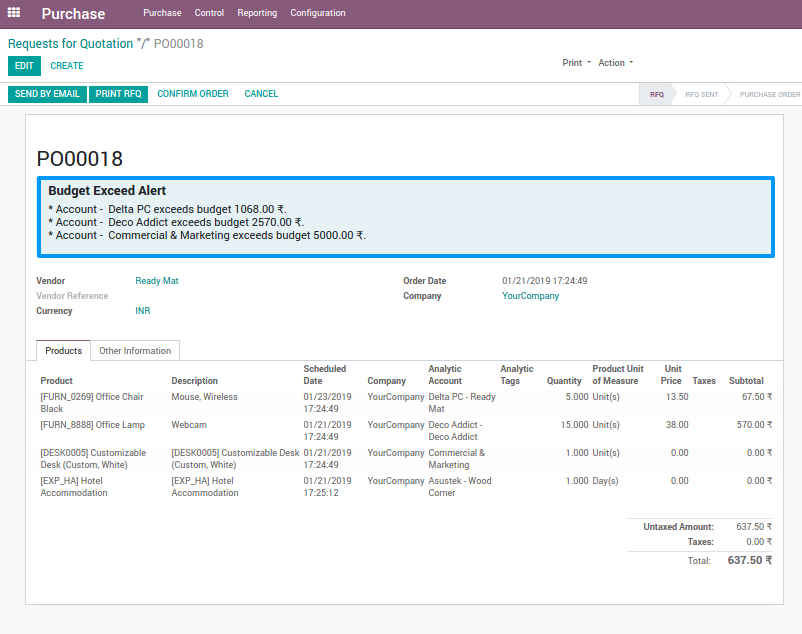 Purchase Purchase Control Reporting Configuration
Requests for Quotation "/" PO00018
EDIT CREATE Print Action
SEND BY EMAIL PRINT RFQ CONFIRM ORDER CANCEL RFQ RFQ SENT PURCHASE ORDER
PO00018
Budget Exceed Alert
* Account - Delta PC exceeds budget 1068.00 ₹.
* Account - Deco Addict exceeds budget 2570.00 ₹.
* Account - Commercial & Marketing exceeds budget 5000.00 ₹.
Vendor Ready Mat Order Date 01/21/2019 17:24:49
Vendor Reference Company YourCompany
Currency INR
Products Other Information
Scheduled Analytic Analytic Product Unit Unit
Product Description Date Company Account Tags Quantity of Measure Price Taxes Subtotal
[FURN_0269] Office Chair Mouse, Wireless 01/23/2019 YourCompany Delta PC - Ready 5.000 Unit(s) 13.50 67.50 ₹
Black 17:24:49 Mat
[FURN_8888] Office Lamp Webcam 01/21/2019 YourCompany Deco Addict - 15.000 Unit(s) 38.00 570.00 ₹
17:24:49 Deco Addict
[DESK0005] Customizable [DESK0005] Customizable Desk 01/21/2019 YourCompany Commercial & 1.000 Unit(s) 0.00 0.00 ₹
Desk (Custom, White) (Custom, White) 17:24:49 Marketing
[EXP_HA] Hotel [EXP_HA] Hotel 01/21/2019 YourCompany Asustek - Wood 1.000 Day(s) 0.00 0.00 ₹
Accommodation Accommodation 17:25:12 Corner
Untaxed Amount: 637.50 ₹
Taxes: 0.00 ₹
Total: 637.50 ₹